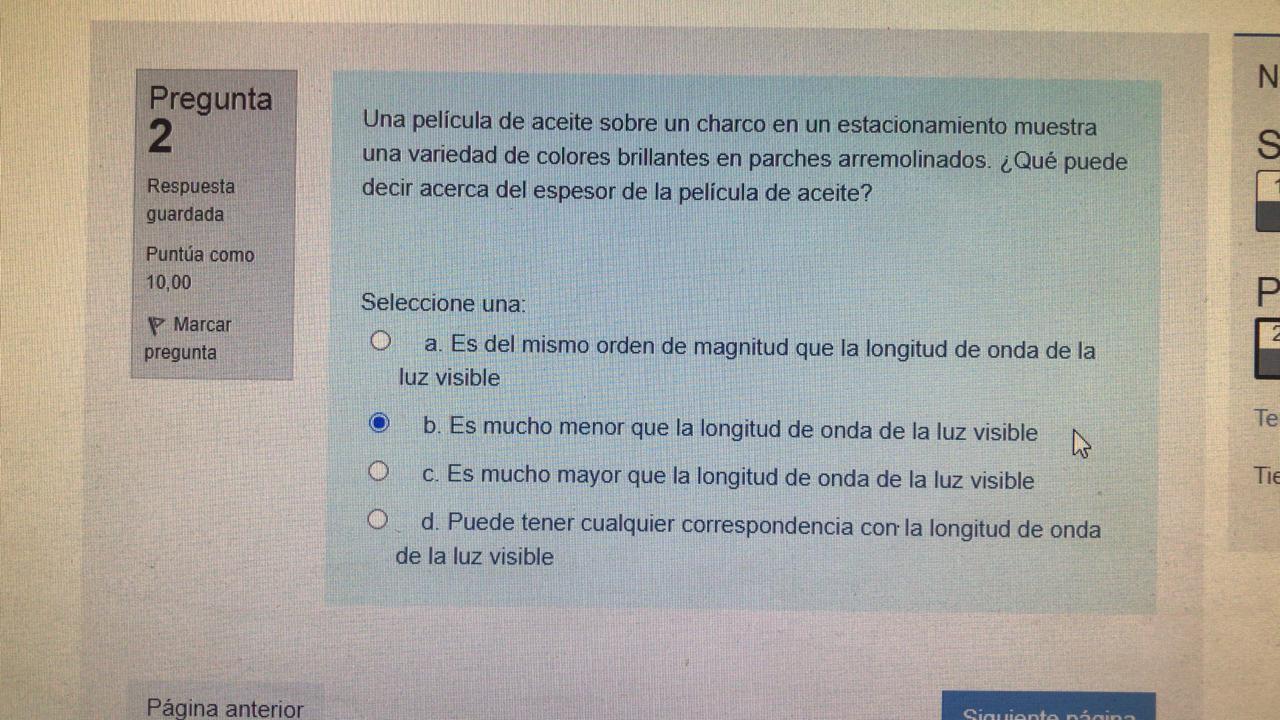 Pregunta
2
Respuesta
guardada
Puntúa como
10,00
Marcar
pregunta
Una película de aceite sobre un charco en un estacionamiento muestra
una variedad de colores brillantes en parches arremolinados. ¿Qué puede
decir acerca del espesor de la película de aceite?
Seleccione una:
a. Es del mismo orden de magnitud que la longitud de onda de la
luz visible
b. Es mucho menor que la longitud de onda de la luz visible
c. Es mucho mayor que la longitud de onda de la luz visible
d. Puede tener cualquier correspondencia con la longitud de onda
de la luz visible
Página anterior
Siguiente página
N
S
P
2
Te
Tie